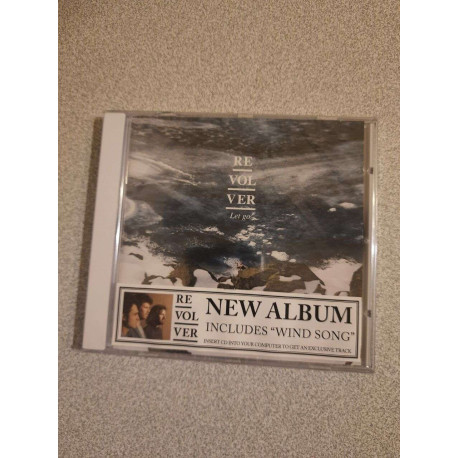 RE
VOL
VER
Let go
RE
VOL
VER
NEW ALBUM
INCLUDES “WIND SONG”
INSERT CD INTO YOUR COMPUTER TO GET AN EXCLUSIVE TRACK.